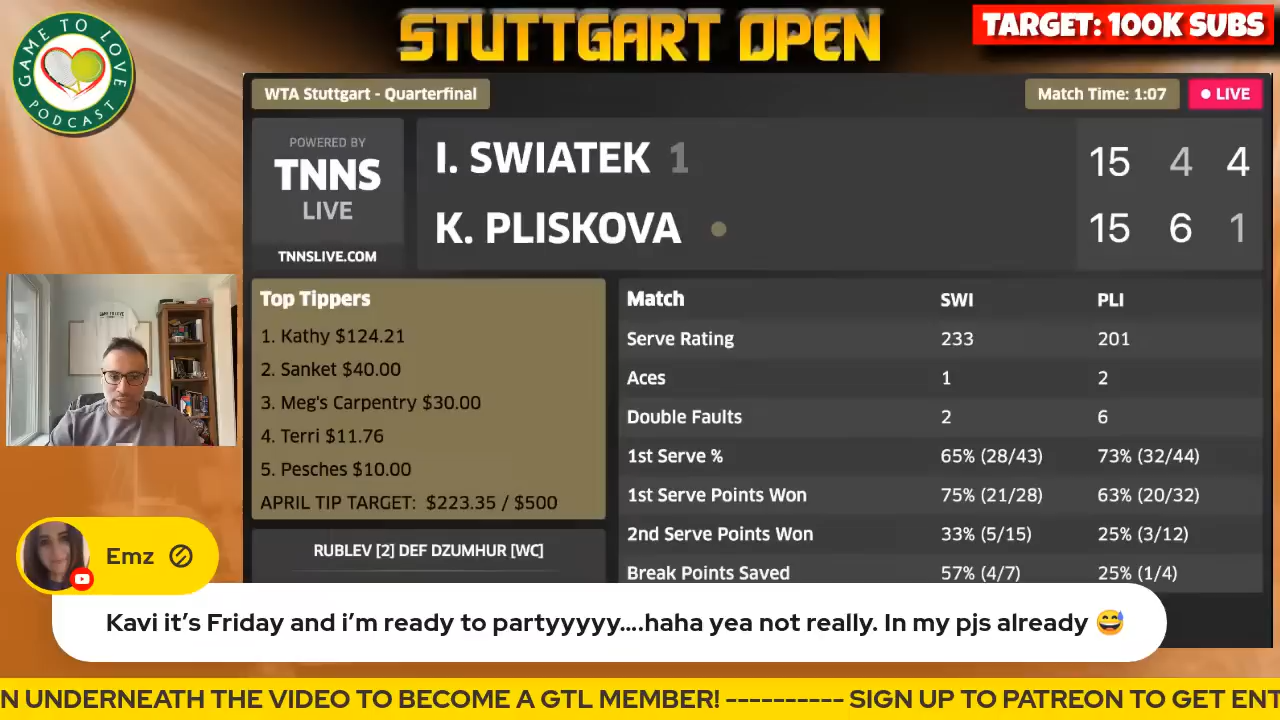 GAME TO LOVE
PODCAST
STUTTGART OPEN
TARGET: 100K SUBS
WTA Stuttgart - Quarterfinal
Match Time: 1:07
LIVE
POWERED BY
TNNS
LIVE
TNNSLIVE.COM
I. SWIATEK 1 15 4 4
K. PLISKOVA 15 6 1
Top Tippers
1. Kathy $124.21
2. Sanket $40.00
3. Meg's Carpentry $30.00
4. Terri $11.76
5. Pesches $10.00
APRIL TIP TARGET: $223.35 / $500
RUBLEV [2] DEF DZUMHUR [WC]
Match SWI PLI
Serve Rating 233 201
Aces 1 2
Double Faults 2 6
1st Serve % 65% (28/43) 73% (32/44)
1st Serve Points Won 75% (21/28) 63% (20/32)
2nd Serve Points Won 33% (5/15) 25% (3/12)
Break Points Saved 57% (4/7) 25% (1/4)
Emz
Kavi it’s Friday and i’m ready to partyyyyy....haha yea not really. In my pjs already 😅
N UNDERNEATH THE VIDEO TO BECOME A GTL MEMBER! ---------- SIGN UP TO PATREON TO GET ENT